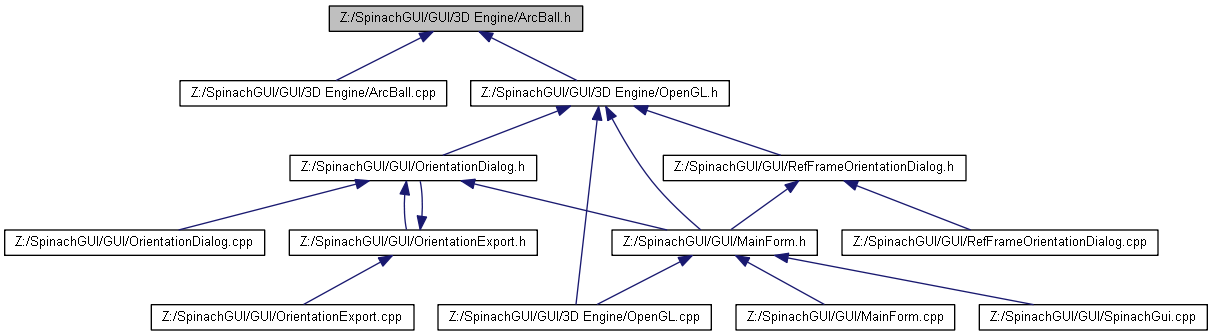 Z:/SpinachGUI/GUI/3D Engine/ArcBall.h
Z:/SpinachGUI/GUI/3D Engine/ArcBall.cpp
Z:/SpinachGUI/GUI/3D Engine/OpenGL.h
Z:/SpinachGUI/GUI/OrientationDialog.h
Z:/SpinachGUI/GUI/RefFrameOrientationDialog.h
Z:/SpinachGUI/GUI/OrientationDialog.cpp
Z:/SpinachGUI/GUI/OrientationExport.h
Z:/SpinachGUI/GUI/MainForm.h
Z:/SpinachGUI/GUI/RefFrameOrientationDialog.cpp
Z:/SpinachGUI/GUI/OrientationExport.cpp
Z:/SpinachGUI/GUI/3D Engine/OpenGL.cpp
Z:/SpinachGUI/GUI/MainForm.cpp
Z:/SpinachGUI/GUI/SpinachGui.cpp